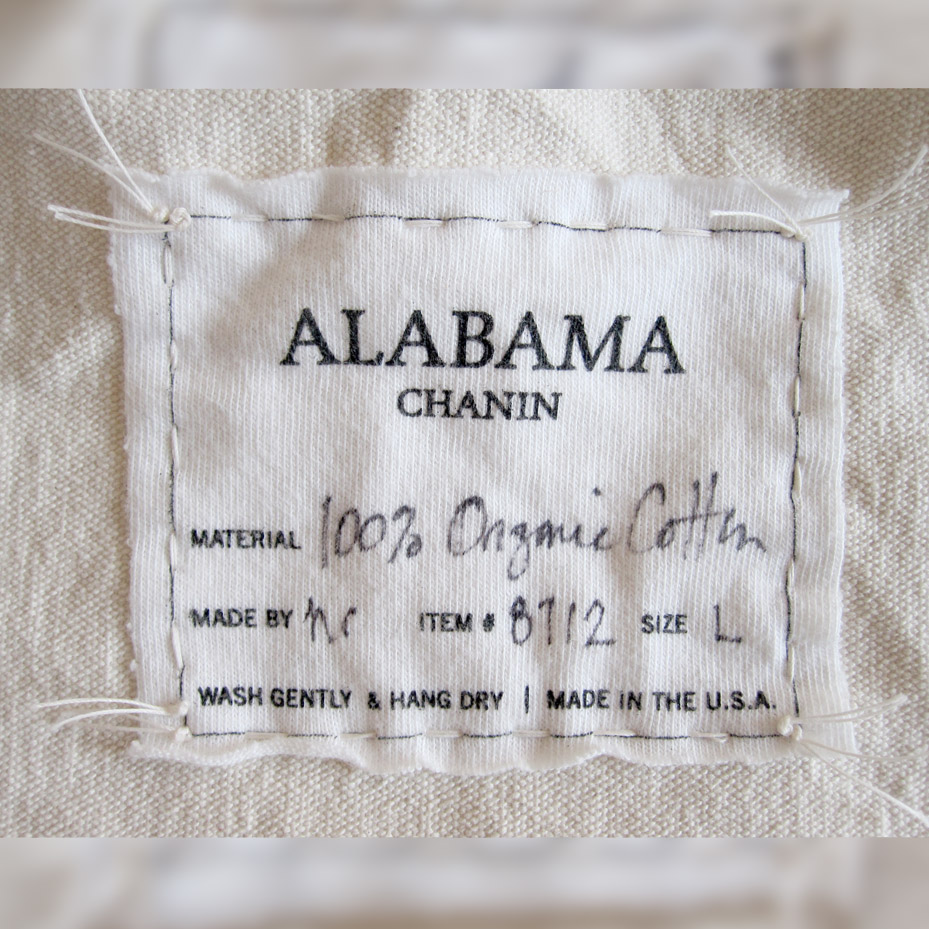 ALABAMA
CHANIN
MATERIAL 100% Organic Cotton
MADE BY ITEM # 8712 SIZE L
WASH GENTLY & HANG DRY | MADE IN THE U.S.A.